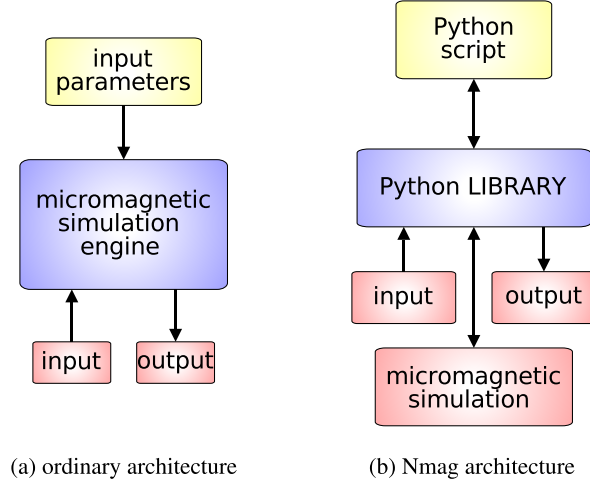 input
parameters
micromagnetic
simulation
engine
input
output
(a) ordinary architecture
Python
script
Python LIBRARY
input
output
micromagnetic
simulation
(b) Nmag architecture